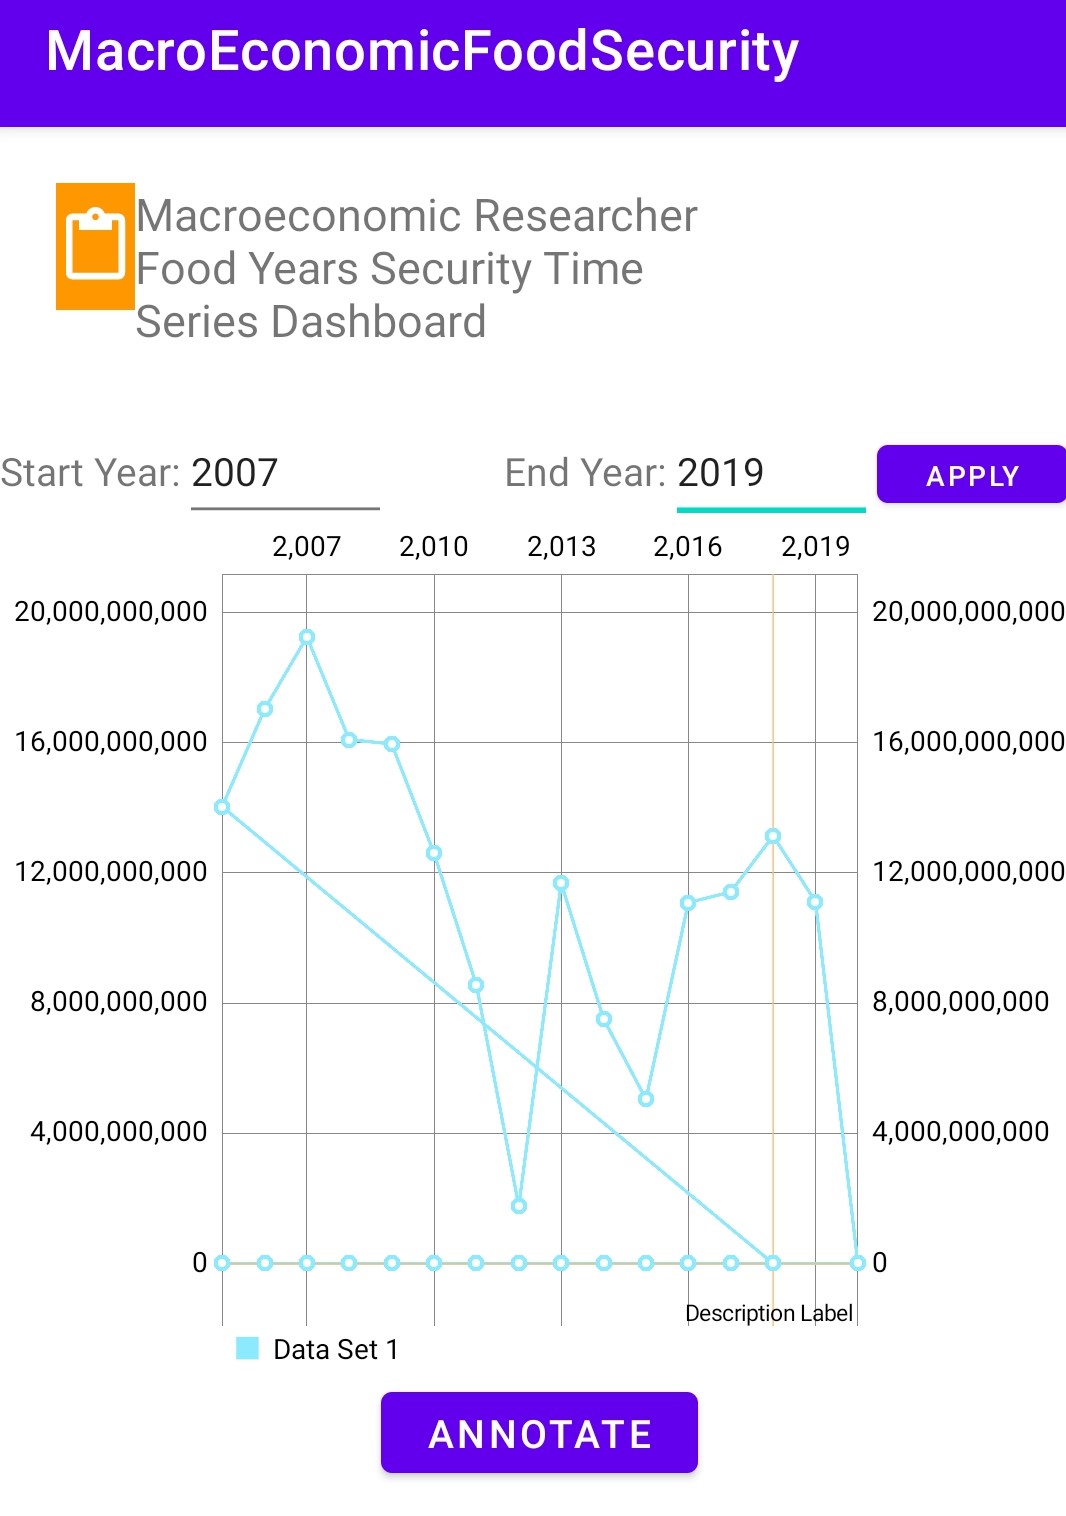 MacroEconomicFoodSecurity
Macroeconomic Researcher
Food Years Security Time
Series Dashboard
Start Year: 2007 End Year: 2019 APPLY
2,007 2,010 2,013 2,016 2,019
20,000,000,000 20,000,000,000
16,000,000,000 16,000,000,000
12,000,000,000 12,000,000,000
8,000,000,000 8,000,000,000
4,000,000,000 4,000,000,000
0 0
Description Label
Data Set 1
ANNOTATE